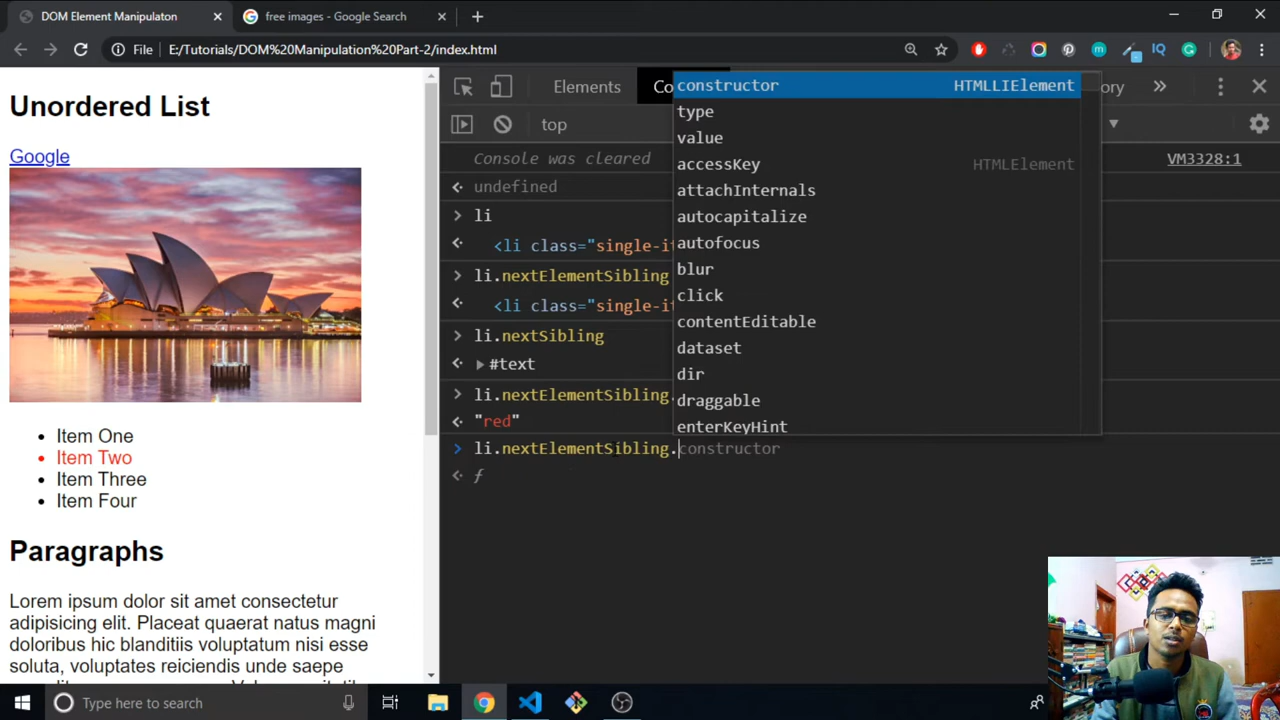 DOM Element Manipulaton
free images - Google Search
File E:/Tutorials/DOM%20Manipulation%20Part-2/index.html
Unordered List
Google
Item One
Item Two
Item Three
Item Four
Paragraphs
Lorem ipsum dolor sit amet consectetur
adipisicing elit. Placeat quaerat natus magni
doloribus hic blanditiis voluptatum nisi esse
soluta, voluptates reiciendis unde saepe
Elements
Co
ory
top
Console was cleared VM3328:1
undefined
li
<li class="single-it
li.nextElementSibling
<li class="single-it
li.nextSibling
#text
li.nextElementSibling.
"red"
li.nextElementSibling.constructor
f
constructor HTMLLIElement
type
value
accessKey HTMLElement
attachInternals
autocapitalize
autofocus
blur
click
contentEditable
dataset
dir
draggable
enterKeyHint
Type here to search